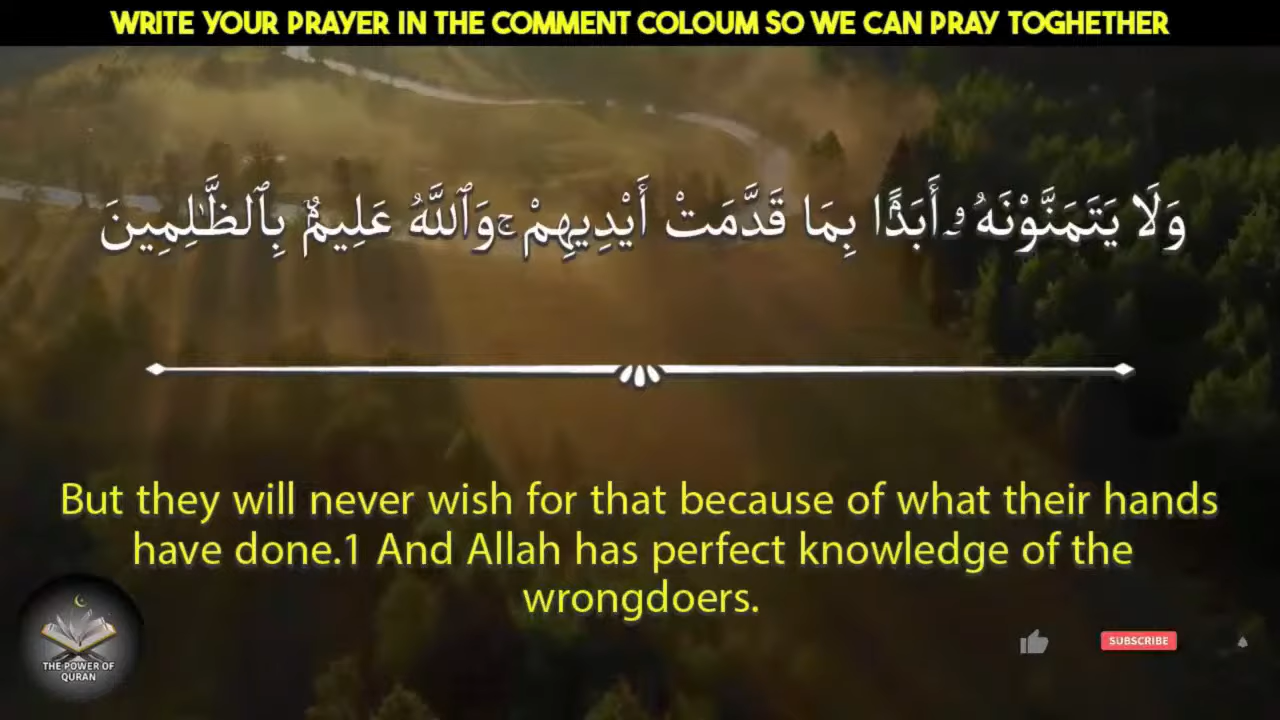 WRITE YOUR PRAYER IN THE COMMENT COLOUM SO WE CAN PRAY TOGHETHER
وَلَا يَتَمَنَّوْنَهُۥٓ أَبَدًۢا بِمَا قَدَّمَتْ أَيْدِيهِمْ ۚ وَٱللَّهُ عَلِيمٌۢ بِٱلظَّـٰلِمِينَ
But they will never wish for that because of what their hands
have done.1 And Allah has perfect knowledge of the
wrongdoers.
THE POWER OF
QURAN
SUBSCRIBE